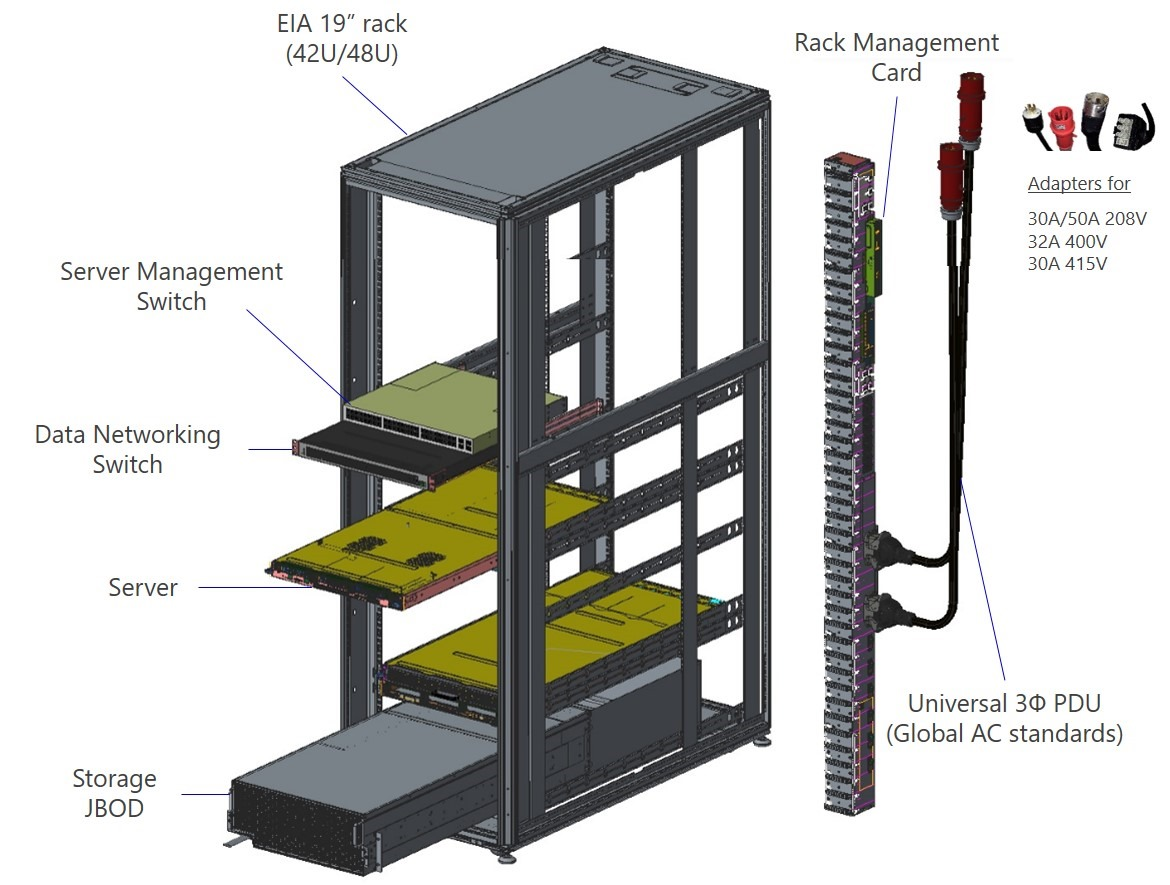 EIA 19” rack
(42U/48U)
Rack Management
Card
Adapters for
30A/50A 208V
32A 400V
30A 415V
Server Management
Switch
Data Networking
Switch
Server
Storage
JBOD
Universal 3Φ PDU
(Global AC standards)